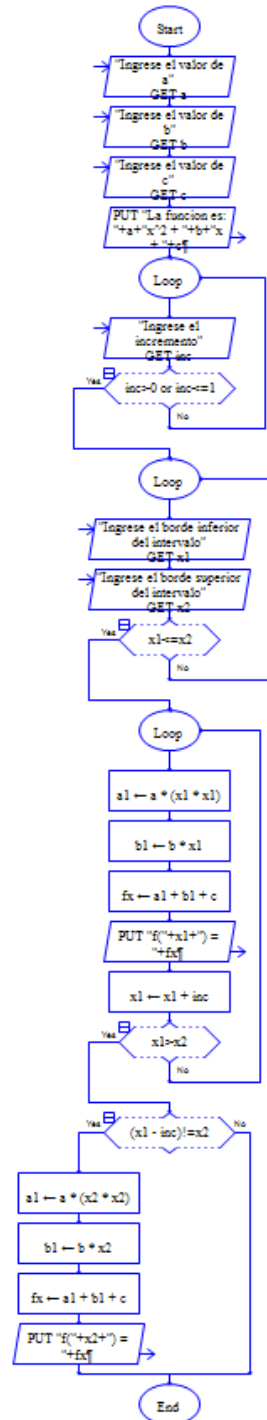 Start
"Ingrese el valor de
a"
GET a
"Ingrese el valor de
b"
GET b
"Ingrese el valor de
c"
GET c
PUT "La funcion es:
"+a+"x^2 + "+b+"x
+ "+c¶
Loop
"Ingrese el
incremento"
GET inc
Yes
inc>0 or inc<=1
No
Loop
"Ingrese el borde inferior
del intervalo"
GET x1
"Ingrese el borde superior
del intervalo"
GET x2
Yes
x1<=x2
No
Loop
a1 ← a * (x1 * x1)
b1 ← b * x1
fx ← a1 + b1 + c
PUT "f("+x1+") =
"+fx¶
x1 ← x1 + inc
Yes
x1>x2
No
Yes
(x1 - inc)!=x2
No
a1 ← a * (x2 * x2)
b1 ← b * x2
fx ← a1 + b1 + c
PUT "f("+x2+") =
"+fx¶
End